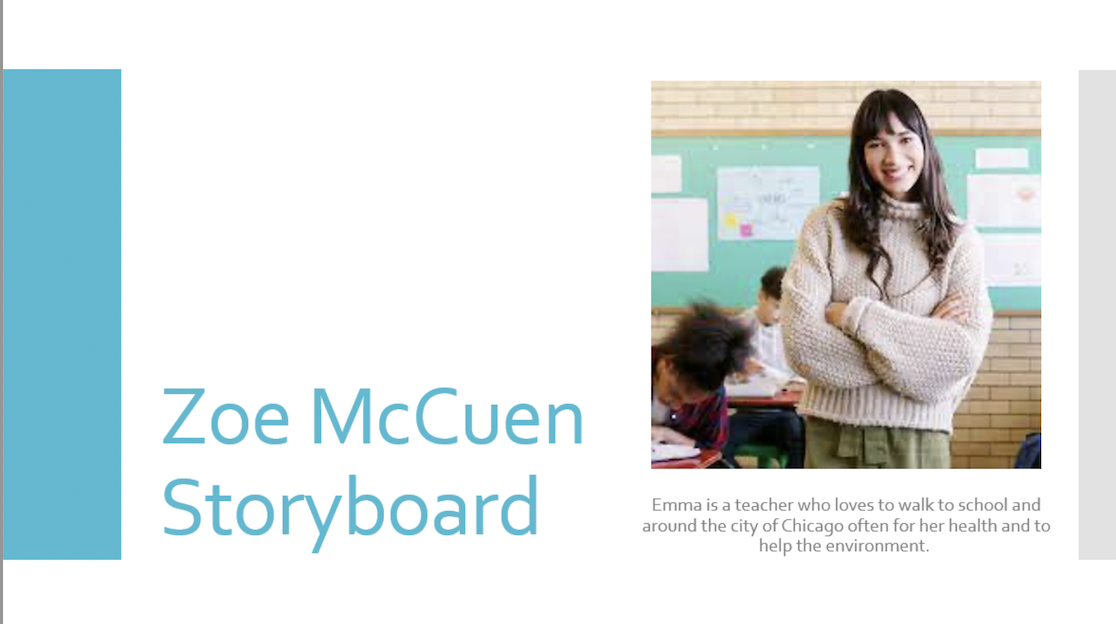 Zoe McCuen
Storyboard
Emma is a teacher who loves to walk to school and
around the city of Chicago often for her health and to
help the environment.